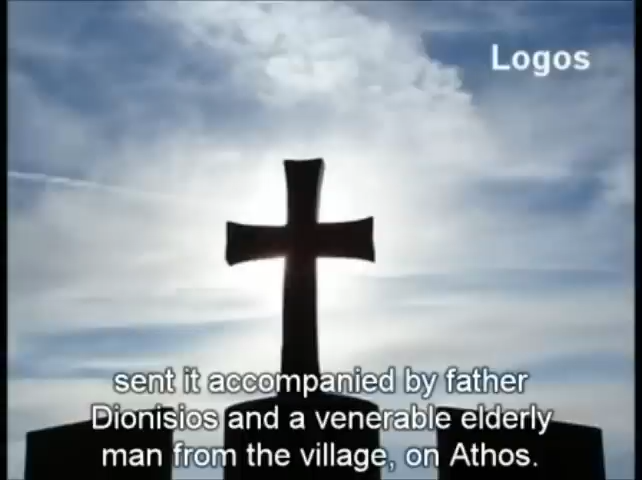 Logos
sent it accompanied by father
Dionisios and a venerable elderly
man from the village, on Athos.